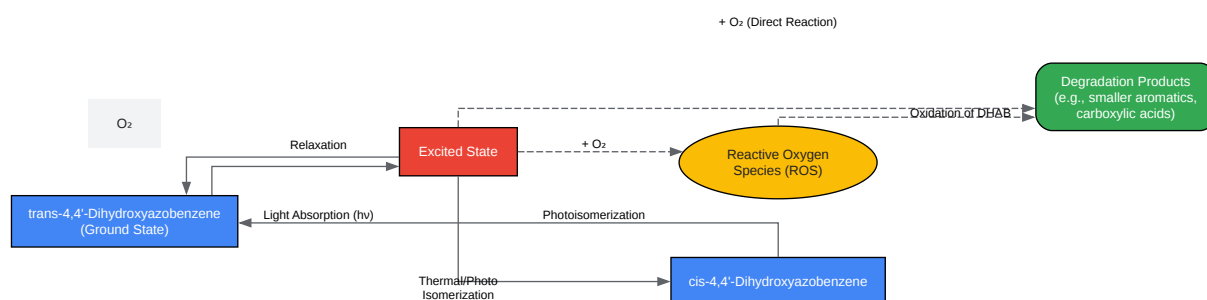 + O₂ (Direct Reaction)
Degradation Products
(e.g., smaller aromatics,
carboxylic acids)
O₂
Oxidation of DHAB
Relaxation
Excited State
+ O₂
Reactive Oxygen
Species (ROS)
trans-4,4'-Dihydroxyazobenzene
(Ground State)
Light Absorption (hν)
Photoisomerization
Thermal/Photo
Isomerization
cis-4,4'-Dihydroxyazobenzene